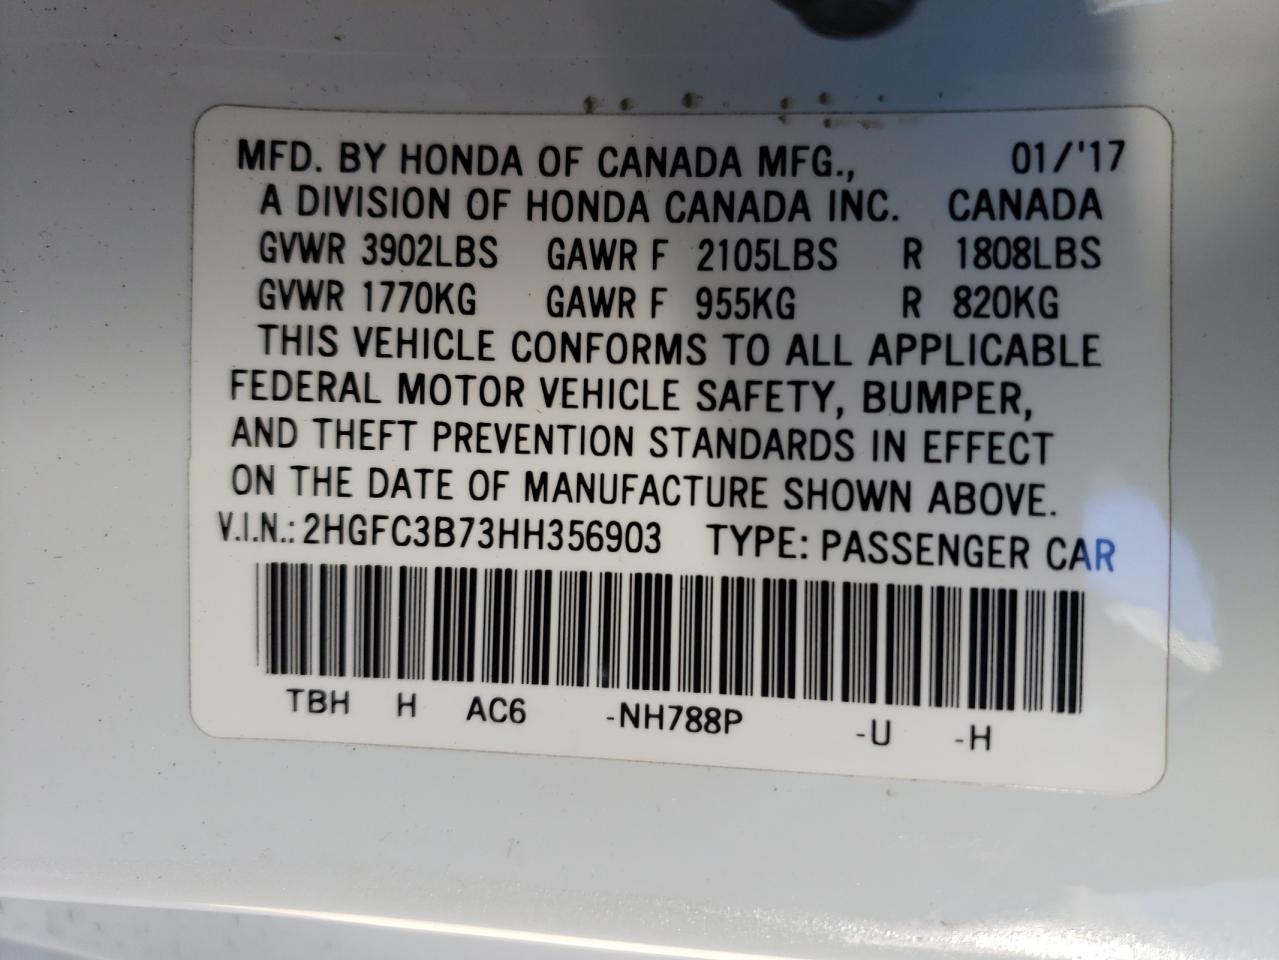 MFD. BY HONDA OF CANADA MFG., 01/'17
A DIVISION OF HONDA CANADA INC. CANADA
GVWR 3902LBS GAWR F 2105LBS R 1808LBS
GVWR 1770KG GAWR F 955KG R 820KG
THIS VEHICLE CONFORMS TO ALL APPLICABLE
FEDERAL MOTOR VEHICLE SAFETY, BUMPER,
AND THEFT PREVENTION STANDARDS IN EFFECT
ON THE DATE OF MANUFACTURE SHOWN ABOVE.
V.I.N.: 2HGFC3B73HH356903 TYPE: PASSENGER CAR
TBH H AC6 -NH788P -U -H